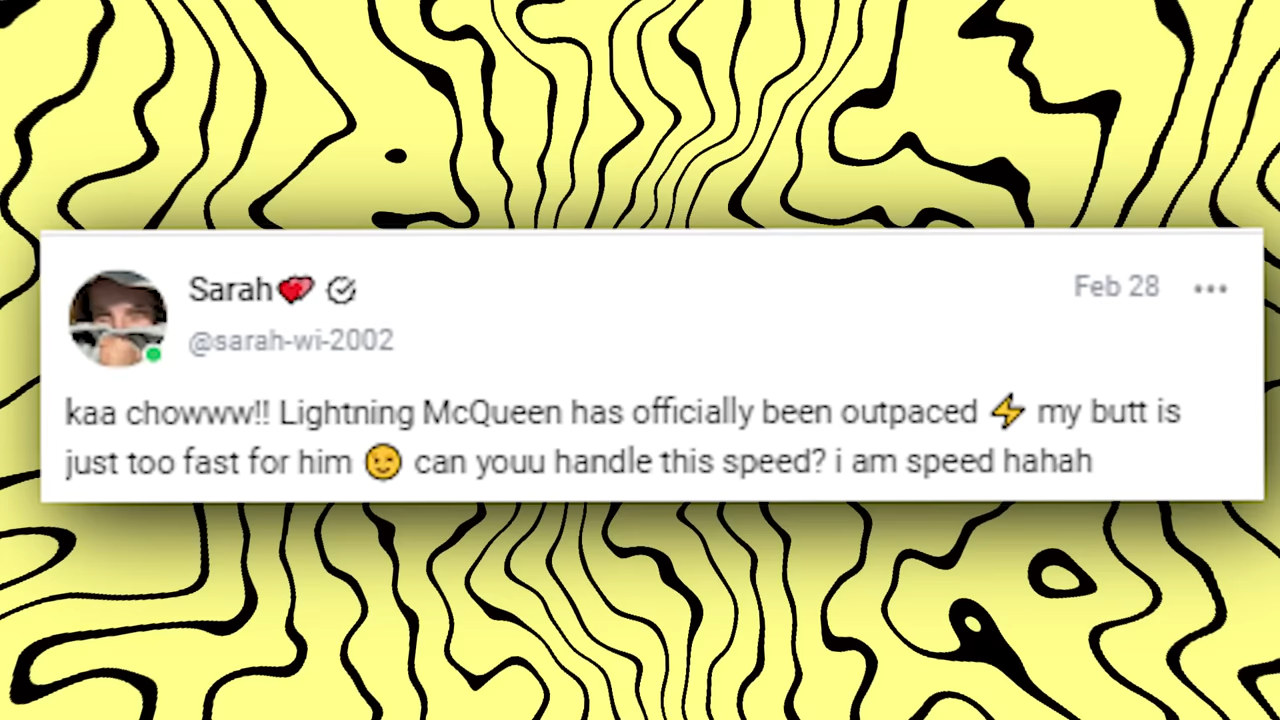 Sarah💕
Feb 28
@sarah-wi-2002
kaa chowww!! Lightning McQueen has officially been outpaced ⚡ my butt is
just too fast for him 😉 can youu handle this speed? i am speed hahah